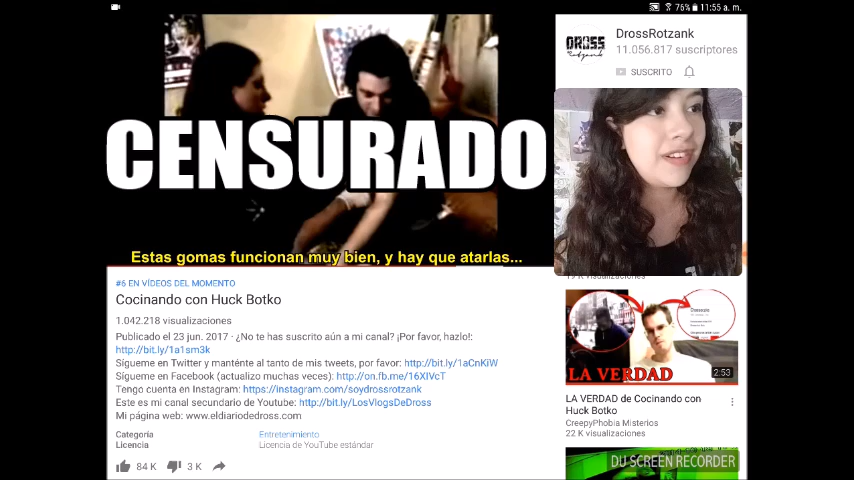 76% 11:55 a. m.
CENSURADO
Estas gomas funcionan muy bien, y hay que atarlas...
#6 EN VÍDEOS DEL MOMENTO
Cocinando con Huck Botko
1.042.218 visualizaciones
Publicado el 23 jun. 2017 · ¿No te has suscrito aún a mi canal? ¡Por favor, hazlo!:
http://bit.ly/1a1sm3k
Sígueme en Twitter y manténte al tanto de mis tweets, por favor: http://bit.ly/1aCnKiW
Sígueme en Facebook (actualizo muchas veces): http://on.fb.me/16XIVcT
Tengo cuenta en Instagram: https://instagram.com/soydrossrotzank
Este es mi canal secundario de Youtube: http://bit.ly/LosVlogsDeDross
Mi página web: www.eldiariodedross.com
Categoría Entretenimiento
Licencia Licencia de YouTube estándar
84 K 3 K
DROSS
DrossRotzank
11.056.817 suscriptores
SUSCRITO
19 K visualizaciones
LA VERDAD
2:53
LA VERDAD de Cocinando con
Huck Botko
CreepyPhobia Misterios
22 K visualizaciones
DU SCREEN RECORDER